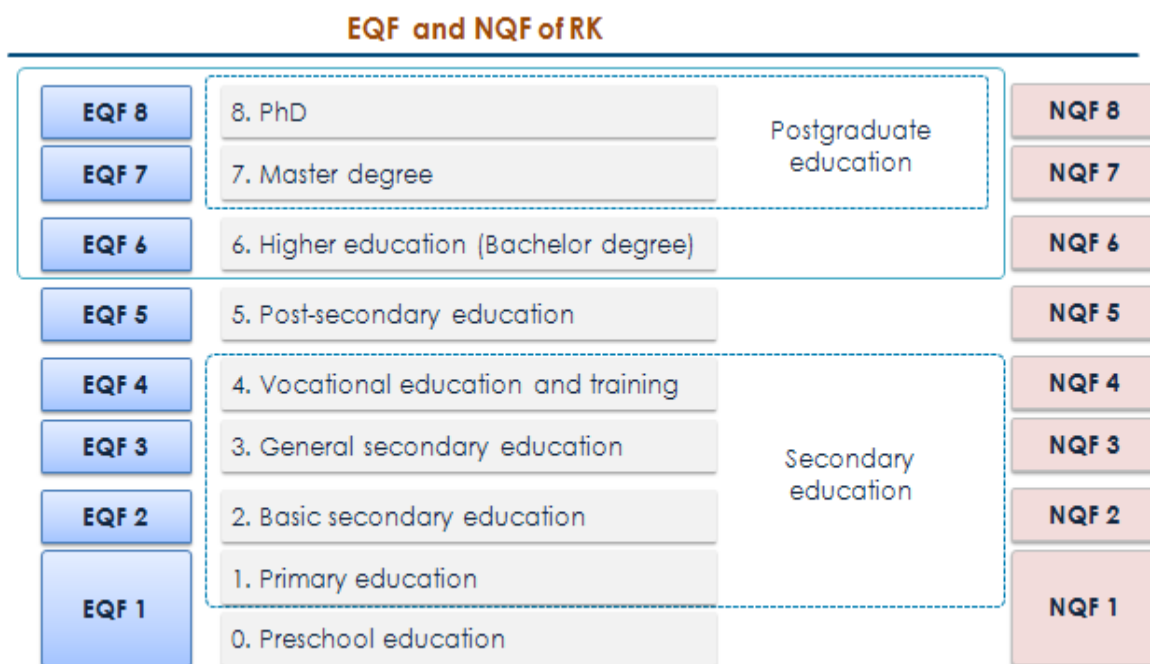 EQF and NQF of RK
EQF 8
8. PhD
Postgraduate
education
NQF 8
EQF 7
7. Master degree
NQF 7
EQF 6
6. Higher education (Bachelor degree)
NQF 6
EQF 5
5. Post-secondary education
NQF 5
EQF 4
4. Vocational education and training
NQF 4
EQF 3
3. General secondary education
Secondary
education
NQF 3
EQF 2
2. Basic secondary education
NQF 2
EQF 1
1. Primary education
0. Preschool education
NQF 1